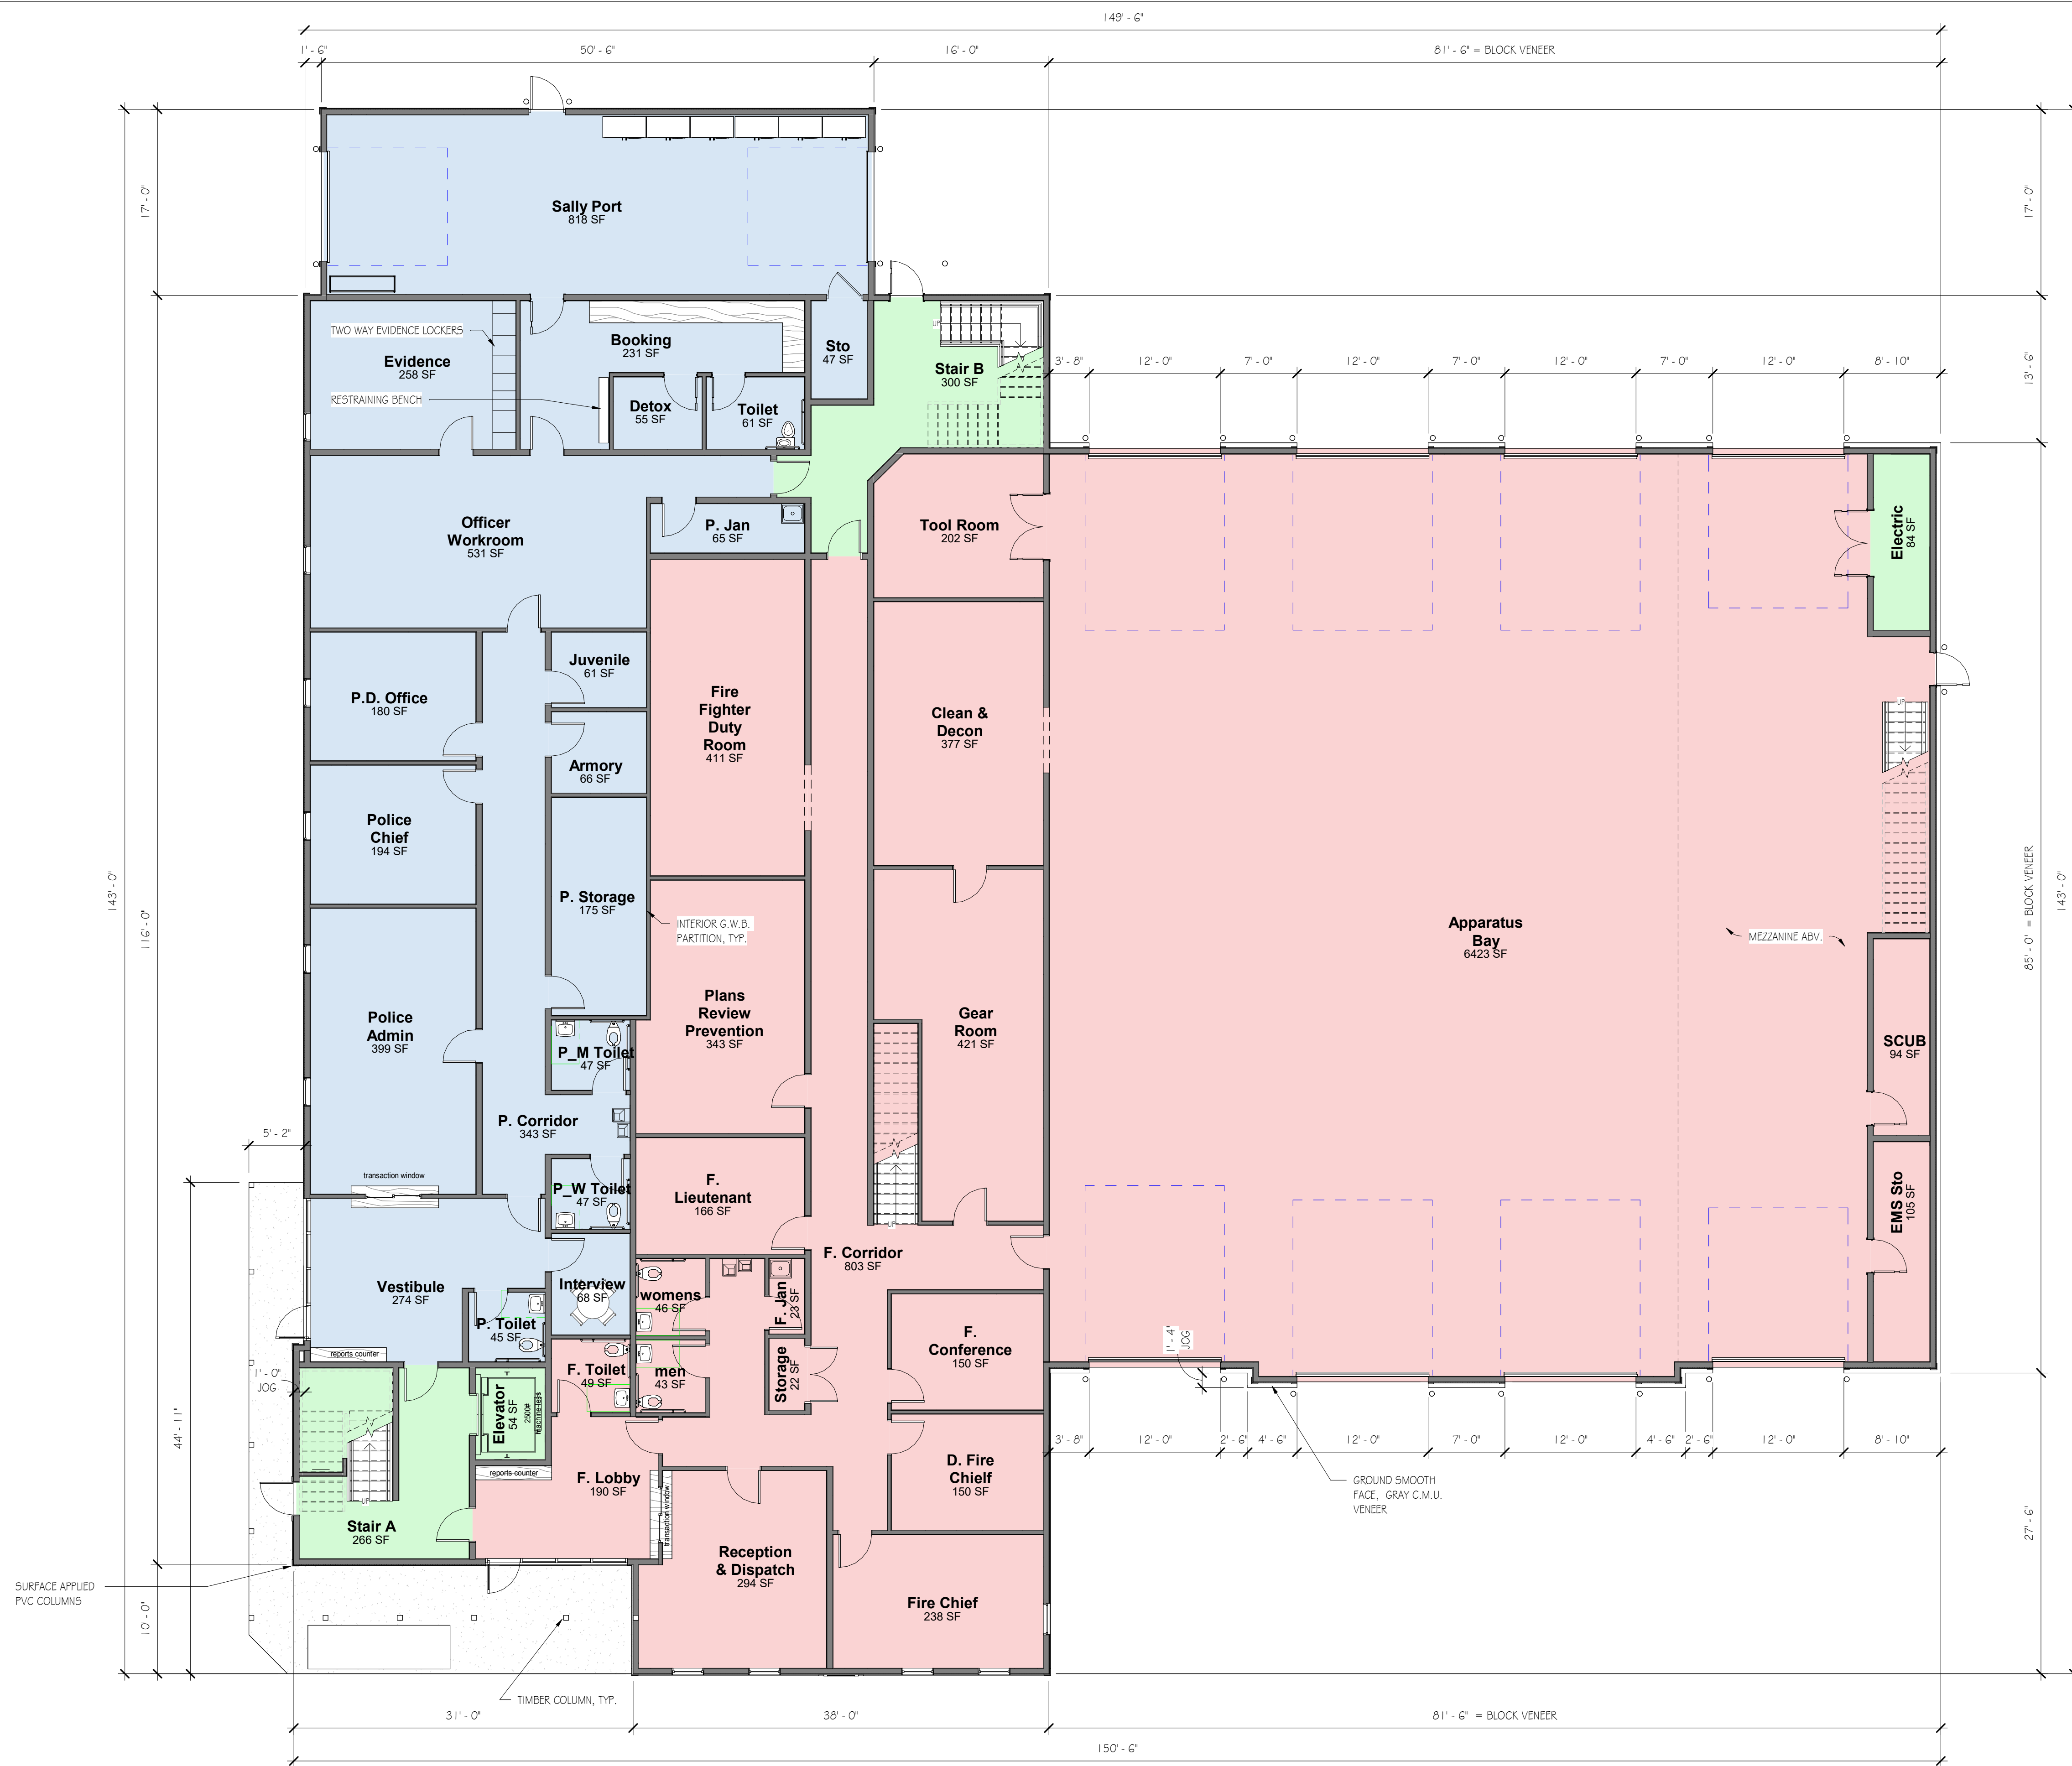 149' - 6"
1' - 6"
50' - 6"
16' - 0"
81' - 6" = BLOCK VENEER
17' - 0"
17' - 0"
Sally Port
818 SF
TWO WAY EVIDENCE LOCKERS
Evidence
258 SF
RESTRAINING BENCH
Booking
231 SF
Sto
47 SF
Detox
55 SF
Toilet
61 SF
UP
Stair B
300 SF
3' - 8"
12' - 0"
7' - 0"
12' - 0"
7' - 0"
12' - 0"
7' - 0"
12' - 0"
8' - 10"
13' - 6"
Officer
Workroom
531 SF
P. Jan
65 SF
Tool Room
202 SF
Electric
84 SF
Juvenile
61 SF
P.D. Office
180 SF
Fire
Fighter
Duty
Room
411 SF
Clean &
Decon
377 SF
UP
Armory
66 SF
Police
Chief
194 SF
143' - 0"
116' - 0"
P. Storage
175 SF
INTERIOR G.W.B.
PARTITION, TYP.
Apparatus
Bay
6423 SF
MEZZANINE ABV.
85' - 0" = BLOCK VENEER
143' - 0"
Police
Admin
399 SF
Plans
Review
Prevention
343 SF
Gear
Room
421 SF
SCUB
94 SF
P_M Toilet
47 SF
P. Corridor
343 SF
5' - 2"
transaction window
P_W Toilet
47 SF
F.
Lieutenant
166 SF
UP
EMS Sto
105 SF
F. Corridor
803 SF
Vestibule
274 SF
Interview
68 SF
womens
46 SF
F. Jan
23 SF
P. Toilet
45 SF
reports counter
F.
Conference
150 SF
1' - 4"
JOG
1' - 0"
JOG
F. Toilet
49 SF
men
43 SF
Storage
22 SF
Elevator
54 SF
2500#
Machine-less
44' - 11"
3' - 8"
12' - 0"
2' - 6"
4' - 6"
12' - 0"
7' - 0"
12' - 0"
4' - 6"
2' - 6"
12' - 0"
8' - 10"
reports counter
F. Lobby
190 SF
transaction window
D. Fire
Chielf
150 SF
GROUND SMOOTH
FACE, GRAY C.M.U.
VENEER
UP
Stair A
266 SF
Reception
& Dispatch
294 SF
Fire Chief
238 SF
27' - 6"
SURFACE APPLIED
PVC COLUMNS
10' - 0"
TIMBER COLUMN, TYP.
31' - 0"
38' - 0"
81' - 6" = BLOCK VENEER
150' - 6"